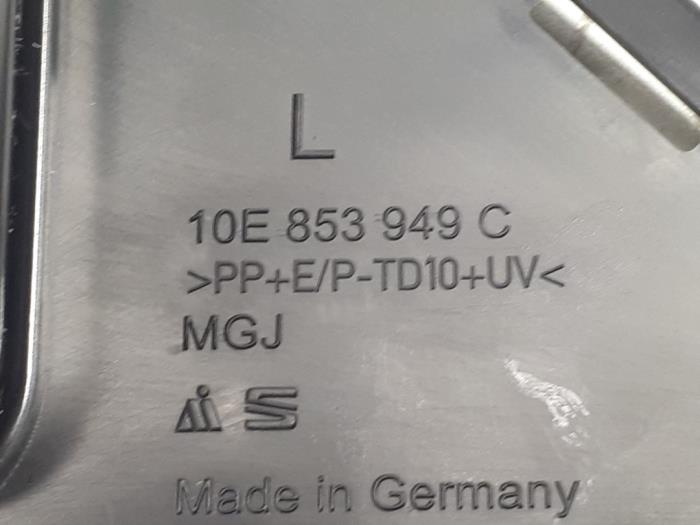 L
10E 853 949 C
>PP+E/P-TD10+UV<
MGJ
Made in Germany